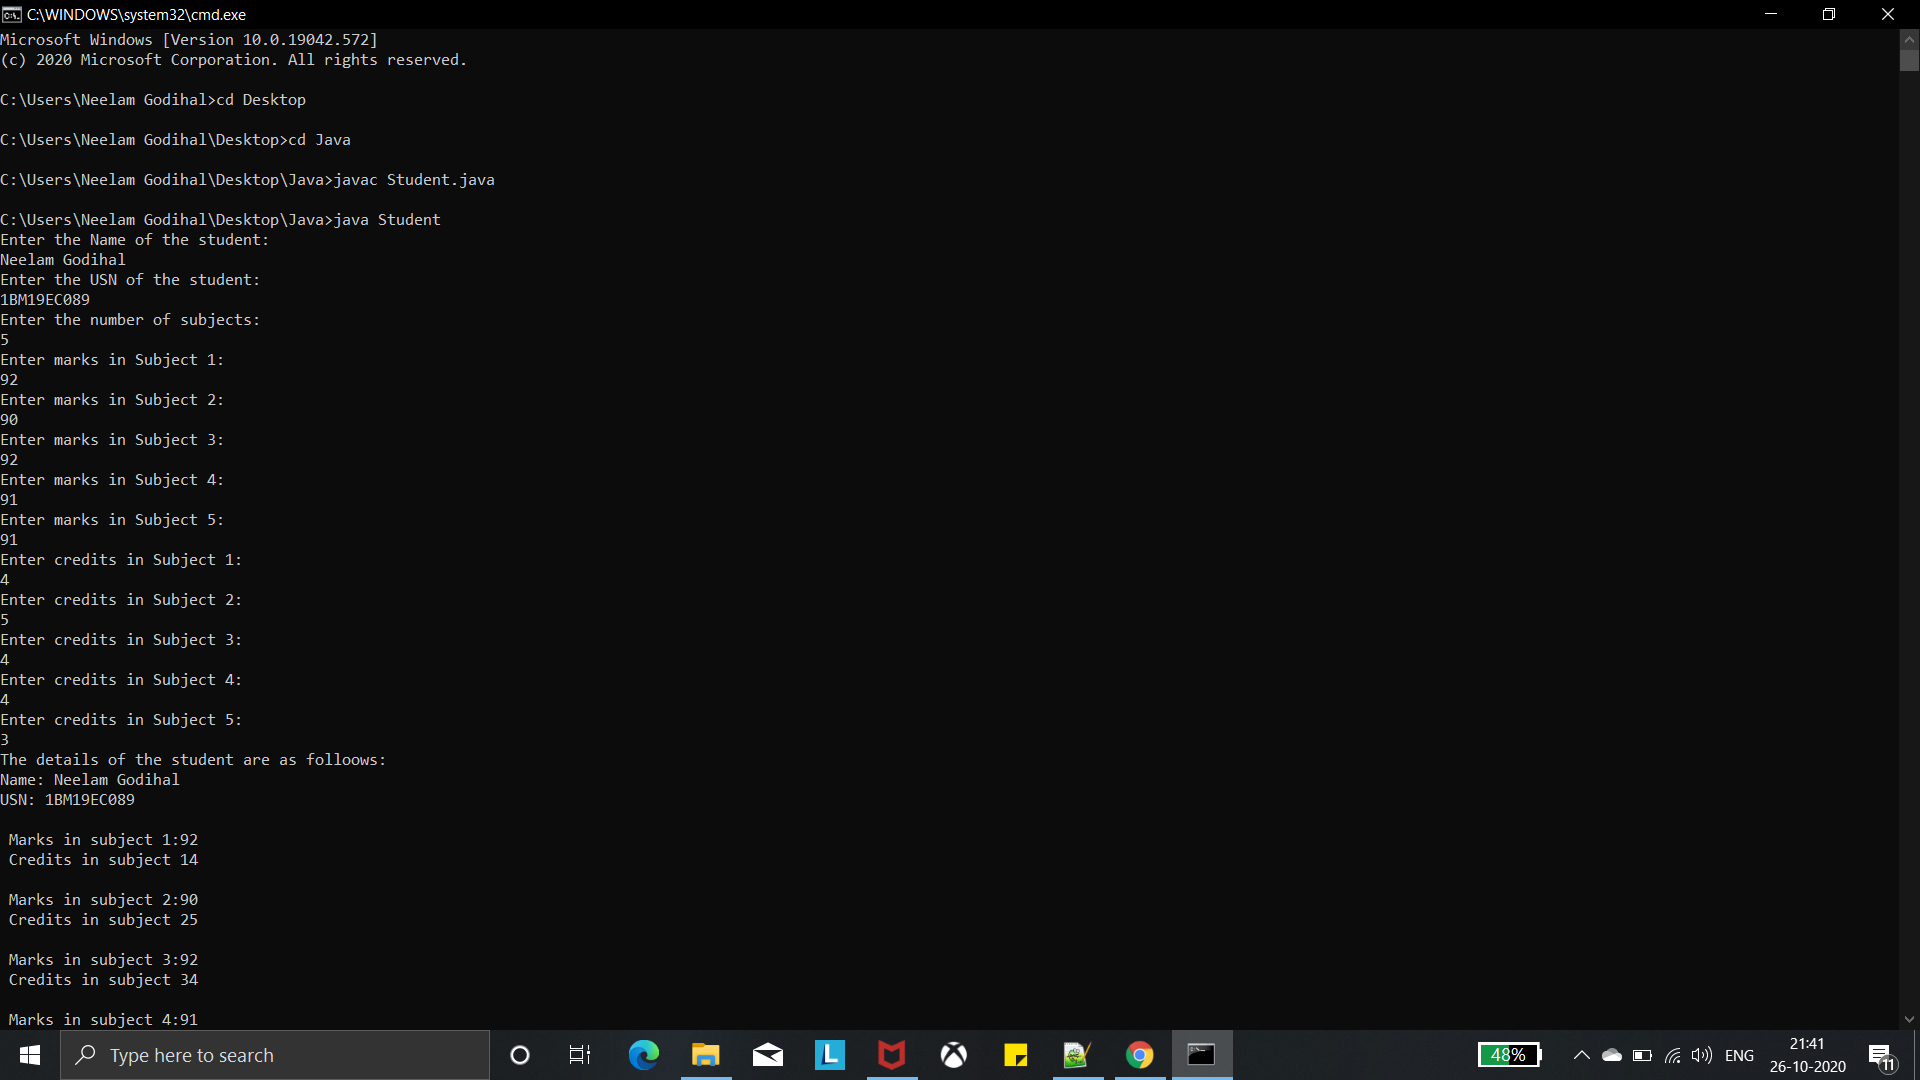 C:\WINDOWS\system32\cmd.exe
Microsoft Windows [Version 10.0.19042.572]
(c) 2020 Microsoft Corporation. All rights reserved.
C:\Users\Neelam Godihal>cd Desktop
C:\Users\Neelam Godihal\Desktop>cd Java
C:\Users\Neelam Godihal\Desktop\Java>javac Student.java
C:\Users\Neelam Godihal\Desktop\Java>java Student
Enter the Name of the student:
Neelam Godihal
Enter the USN of the student:
1BM19EC089
Enter the number of subjects:
5
Enter marks in Subject 1:
92
Enter marks in Subject 2:
90
Enter marks in Subject 3:
92
Enter marks in Subject 4:
91
Enter marks in Subject 5:
91
Enter credits in Subject 1:
4
Enter credits in Subject 2:
5
Enter credits in Subject 3:
4
Enter credits in Subject 4:
4
Enter credits in Subject 5:
3
The details of the student are as folloows:
Name: Neelam Godihal
USN: 1BM19EC089
Marks in subject 1:92
Credits in subject 14
Marks in subject 2:90
Credits in subject 25
Marks in subject 3:92
Credits in subject 34
Marks in subject 4:91
Type here to search
L
48%
ENG
21:41
26-10-2020
11